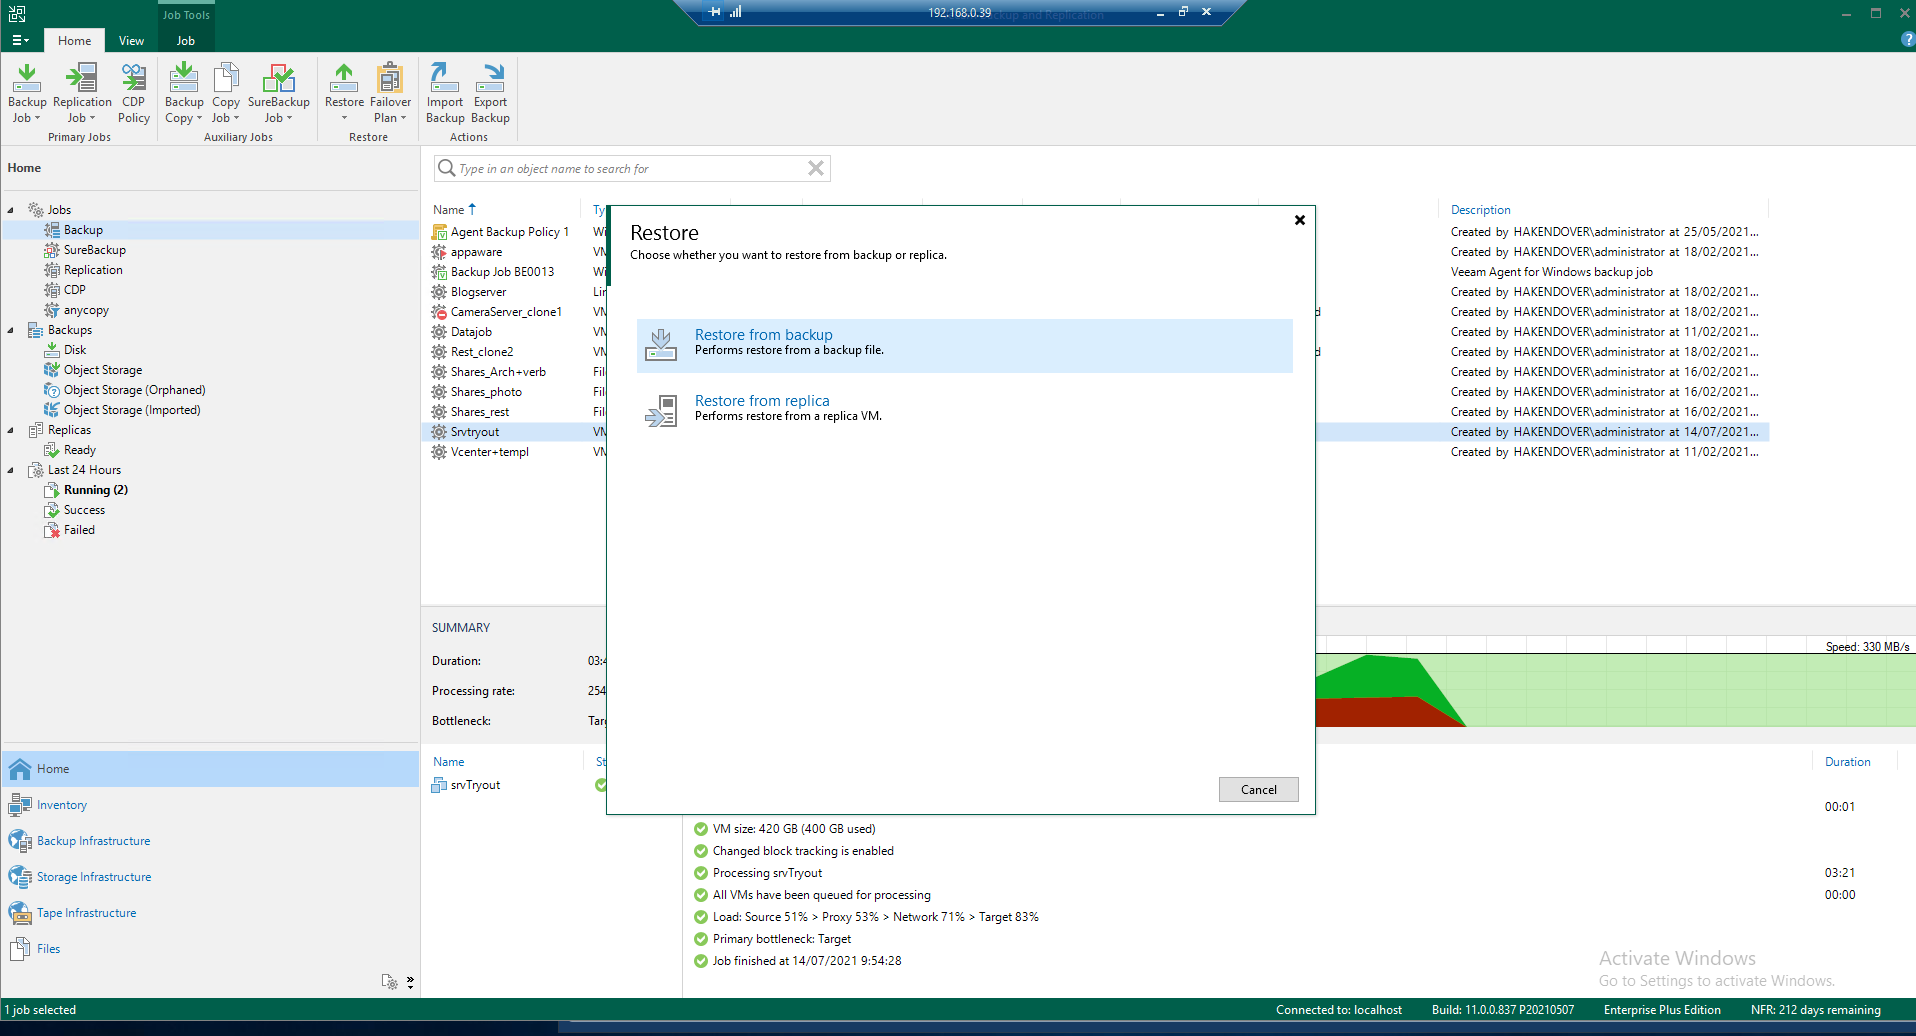 Job Tools
192.168.0.39
ckup and Replication
Home
View
Job
Backup Job
Replication Job
CDP Policy
Primary Jobs
Backup Copy
Copy Job
SureBackup Job
Auxiliary Jobs
Restore
Failover Plan
Restore
Import Backup
Export Backup
Actions
Home
Jobs
Backup
SureBackup
Replication
CDP
anycopy
Backups
Disk
Object Storage
Object Storage (Orphaned)
Object Storage (Imported)
Replicas
Ready
Last 24 Hours
Running (2)
Success
Failed
Home
Inventory
Backup Infrastructure
Storage Infrastructure
Tape Infrastructure
Files
Type in an object name to search for
Name Ty Description
Agent Backup Policy 1 Wi Created by HAKENDOVER\administrator at 25/05/2021...
appaware VM Created by HAKENDOVER\administrator at 18/02/2021...
Backup Job BE0013 Wi Veeam Agent for Windows backup job
Blogserver Lin Created by HAKENDOVER\administrator at 18/02/2021...
CameraServer_clone1 VM d Created by HAKENDOVER\administrator at 18/02/2021...
Datajob VM Created by HAKENDOVER\administrator at 11/02/2021...
Rest_clone2 VM d Created by HAKENDOVER\administrator at 18/02/2021...
Shares_Arch+verb File Created by HAKENDOVER\administrator at 16/02/2021...
Shares_photo File Created by HAKENDOVER\administrator at 16/02/2021...
Shares_rest File Created by HAKENDOVER\administrator at 16/02/2021...
Srvtryout VM Created by HAKENDOVER\administrator at 14/07/2021...
Vcenter+templ VM Created by HAKENDOVER\administrator at 11/02/2021...
Restore
Choose whether you want to restore from backup or replica.
Restore from backup
Performs restore from a backup file.
Restore from replica
Performs restore from a replica VM.
Cancel
SUMMARY
Duration: 03:4
Processing rate: 254
Bottleneck: Targ
Speed: 330 MB/s
Name St Duration
srvTryout
00:01
VM size: 420 GB (400 GB used)
Changed block tracking is enabled
Processing srvTryout 03:21
All VMs have been queued for processing 00:00
Load: Source 51% > Proxy 53% > Network 71% > Target 83%
Primary bottleneck: Target
Job finished at 14/07/2021 9:54:28
Activate Windows
Go to Settings to activate Windows.
1 job selected
Connected to: localhost Build: 11.0.0.837 P20210507 Enterprise Plus Edition NFR: 212 days remaining